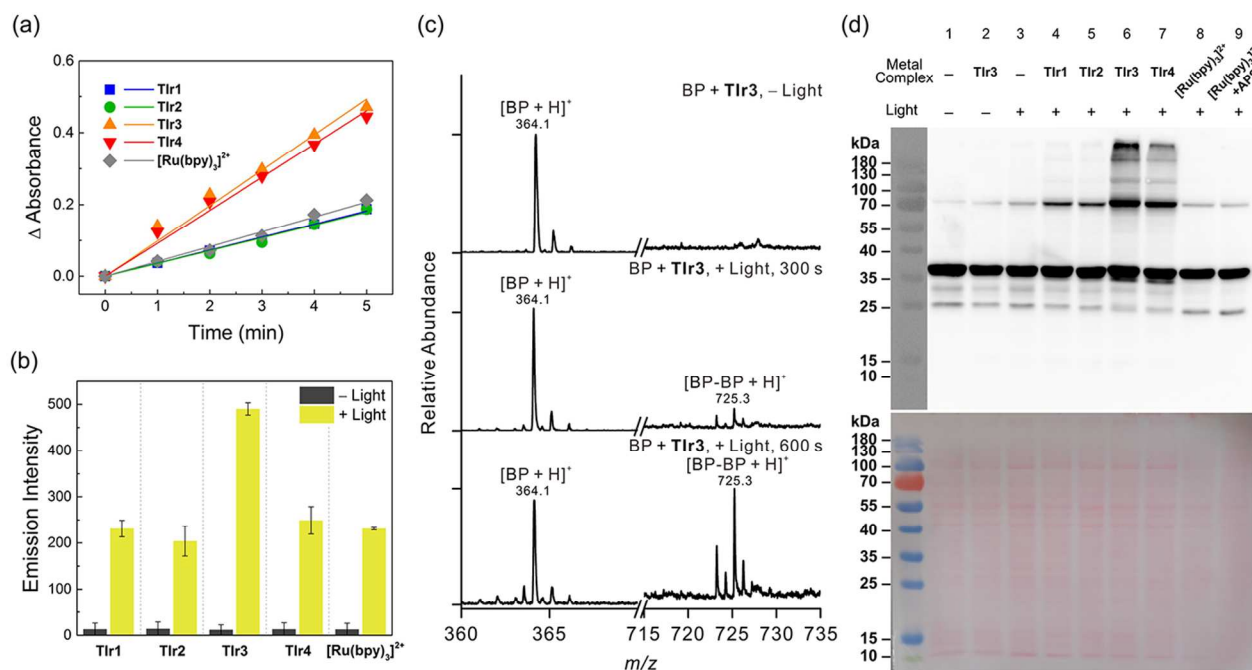 (a)
0.6
0.4
0.2
0.0
Δ Absorbance
TIr1
TIr2
TIr3
TIr4
[Ru(bpy)₃]²⁺
0 1 2 3 4 5
Time (min)
(b)
500
400
300
200
100
0
Emission Intensity
– Light
+ Light
TIr1 TIr2 TIr3 TIr4 [Ru(bpy)₃]²⁺
(c)
Relative Abundance
BP + TIr3, – Light
[BP + H]⁺
364.1
BP + TIr3, + Light, 300 s
[BP + H]⁺
364.1
[BP-BP + H]⁺
725.3
BP + TIr3, + Light, 600 s
[BP + H]⁺
364.1
[BP-BP + H]⁺
725.3
360 365 715 720 725 730 735
m/z
(d)
1 2 3 4 5 6 7 8 9
Metal
Complex
– TIr3 – TIr1 TIr2 TIr3 TIr4 [Ru(bpy)₃]²⁺ [Ru(bpy)₃]
Light – – + + + + + + +
kDa
180
130
100
70
55
40
35
25
15
10
kDa
180
130
100
70
55
40
35
25
15
10